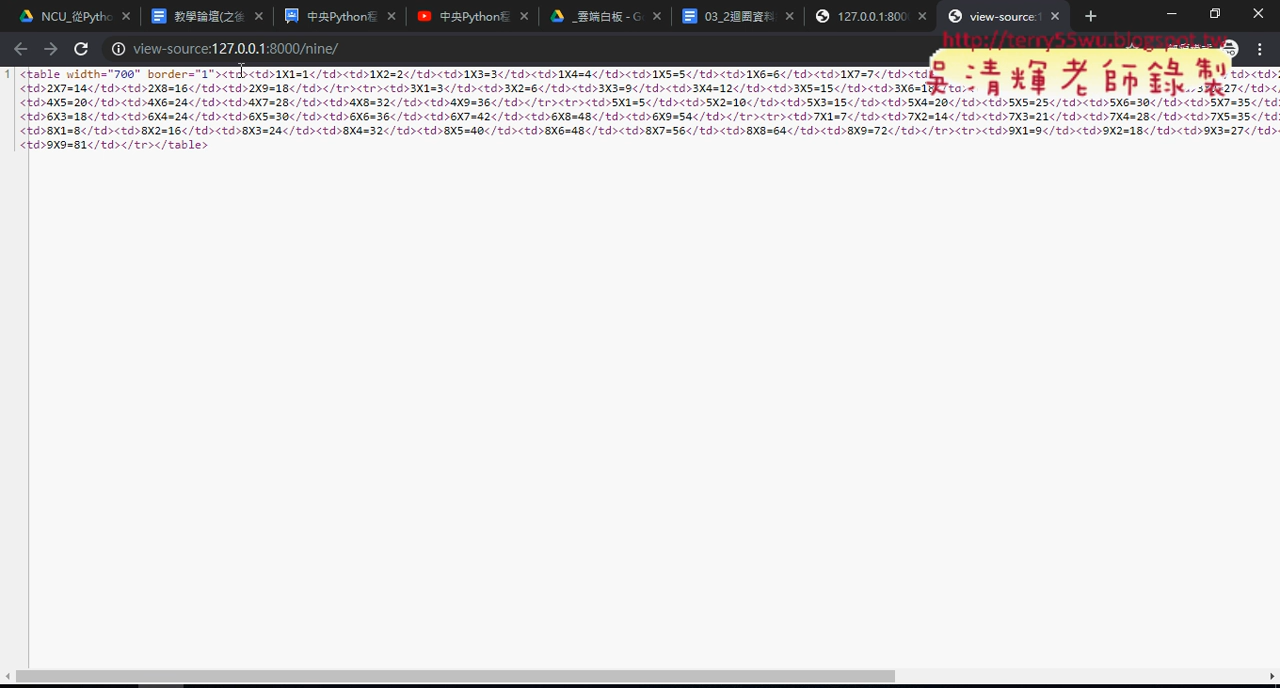 NCU_從Pytho
教學論壇(之後
中央Python程
中央Python程
_雲端白板 - G
03_2週圖資料
127.0.0.1:800
view-source:1
view-source:127.0.0.1:8000/nine/
http://terry55wu.blogspot.tw
吳清輝老師錄製
1
<table width="700" border="1"><td><td>1X1=1</td><td>1X2=2</td><td>1X3=3</td><td>1X4=4</td><td>1X5=5</td><td>1X6=6</td><td>1X7=7</td><td>
<td>2X7=14</td><td>2X8=16</td><td>2X9=18</td></tr><tr><td>3X1=3</td><td>3X2=6</td><td>3X3=9</td><td>3X4=12</td><td>3X5=15</td><td>3X6=18</td>
<td>4X5=20</td><td>4X6=24</td><td>4X7=28</td><td>4X8=32</td><td>4X9=36</td></tr><tr><td>5X1=5</td><td>5X2=10</td><td>5X3=15</td><td>5X4=20</td><td>5X5=25</td><td>5X6=30</td><td>5X7=35</td>
<td>6X3=18</td><td>6X4=24</td><td>6X5=30</td><td>6X6=36</td><td>6X7=42</td><td>6X8=48</td><td>6X9=54</td></tr><tr><td>7X1=7</td><td>7X2=14</td><td>7X3=21</td><td>7X4=28</td><td>7X5=35</td>
<td>8X1=8</td><td>8X2=16</td><td>8X3=24</td><td>8X4=32</td><td>8X5=40</td><td>8X6=48</td><td>8X7=56</td><td>8X8=64</td><td>8X9=72</td></tr><tr><td>9X1=9</td><td>9X2=18</td><td>9X3=27</td>
<td>9X9=81</td></tr></table>